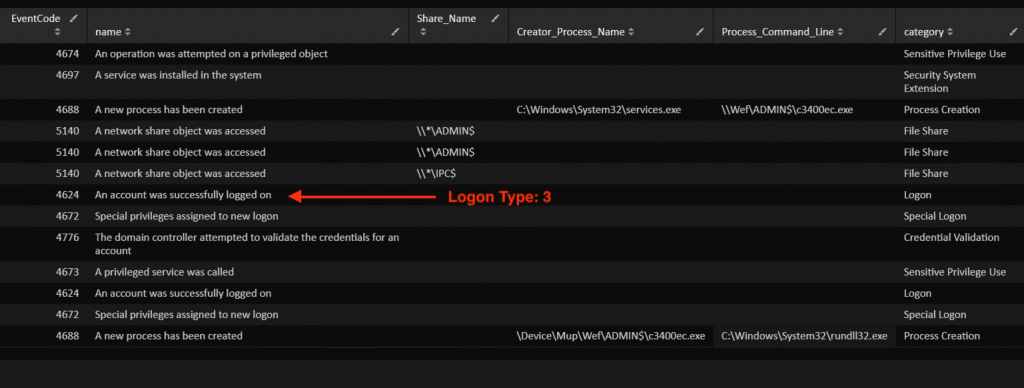 EventCode name Share_Name Creator_Process_Name Process_Command_Line category
4674 An operation was attempted on a privileged object Sensitive Privilege Use
4697 A service was installed in the system Security System
Extension
4688 A new process has been created C:\Windows\System32\services.exe \\Wef\ADMIN$\c3400ec.exe Process Creation
5140 A network share object was accessed \\*\ADMIN$ File Share
5140 A network share object was accessed \\*\ADMIN$ File Share
5140 A network share object was accessed \\*\IPC$ File Share
4624 An account was successfully logged on Logon Type: 3 Logon
4672 Special privileges assigned to new logon Special Logon
4776 The domain controller attempted to validate the credentials for an Credential Validation
account
4673 A privileged service was called Sensitive Privilege Use
4624 An account was successfully logged on Logon
4672 Special privileges assigned to new logon Special Logon
4688 A new process has been created \Device\Mup\Wef\ADMIN$\c3400ec.exe C:\Windows\System32\rundll32.exe Process Creation